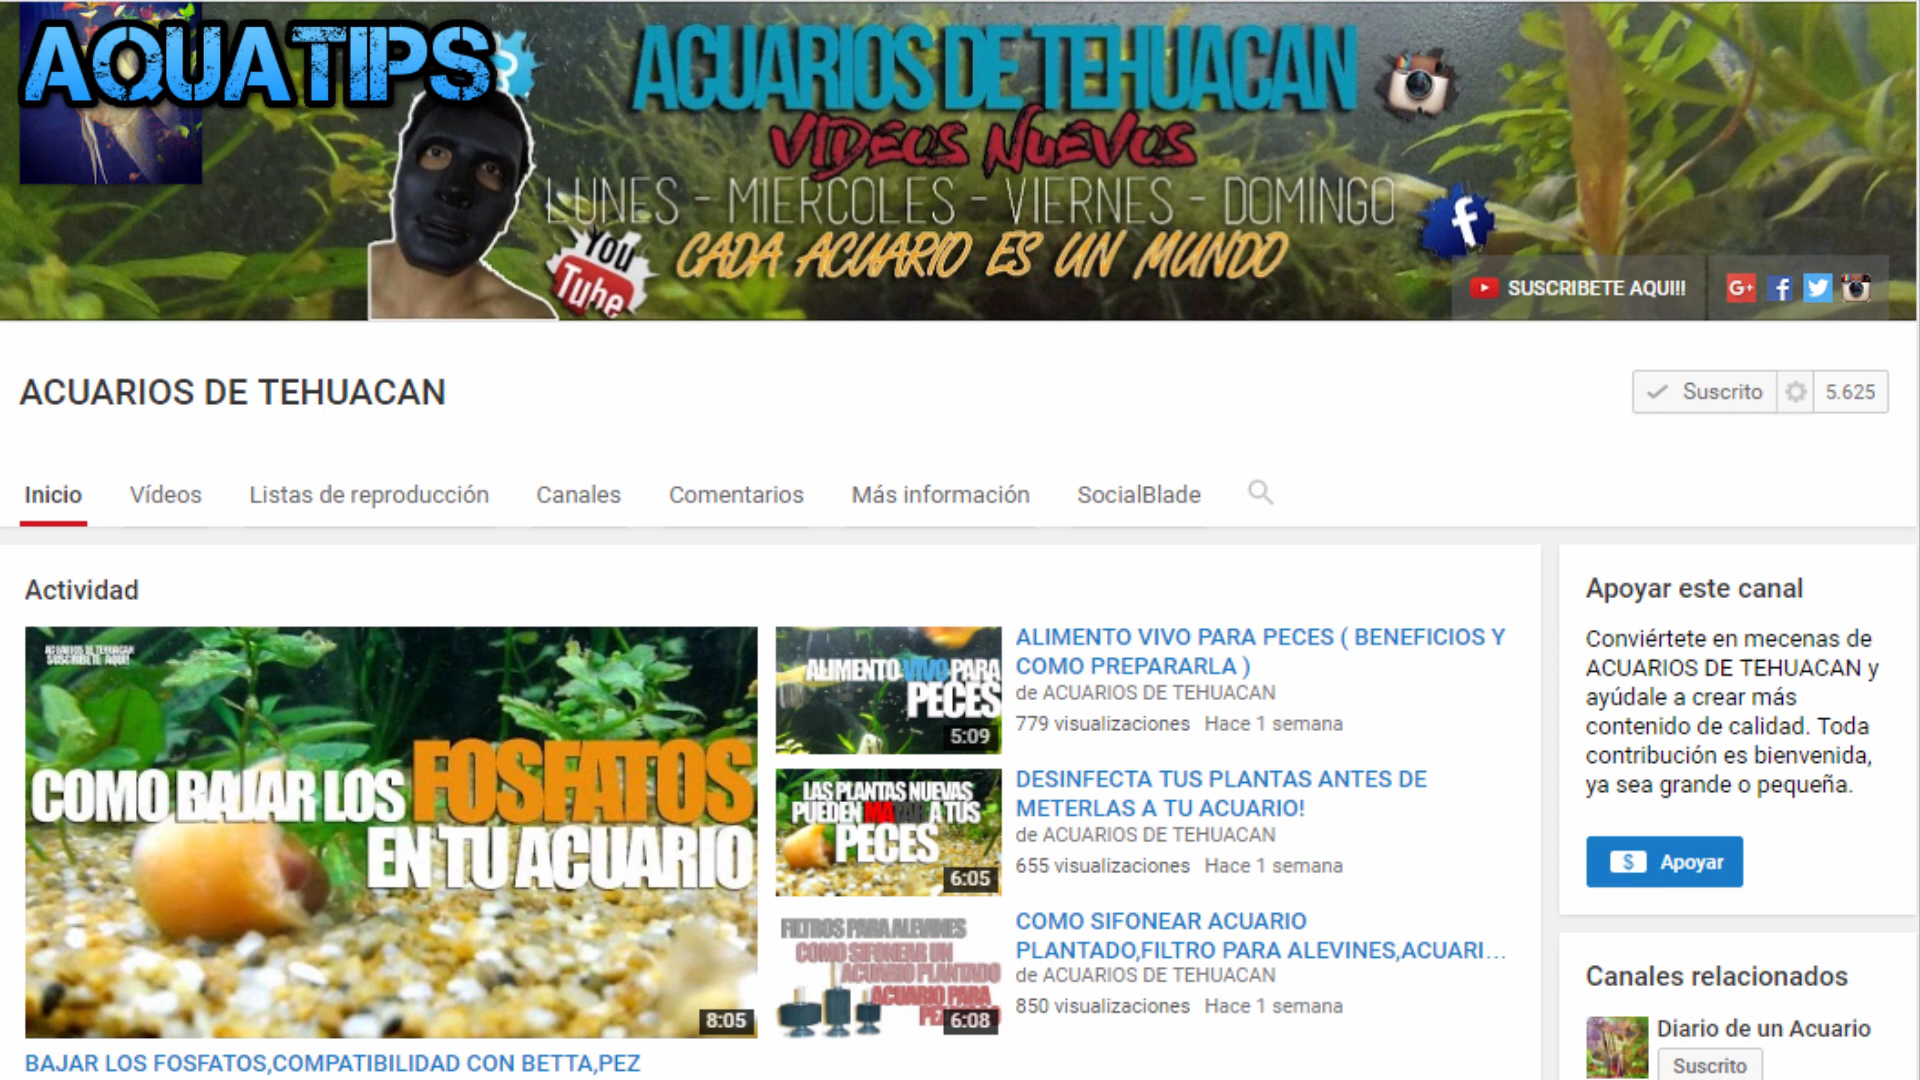 AQUATIPS
ACUARIOS DE TEHUACAN
VIDEOS NUEVOS
LUNES - MIERCOLES - VIERNES - DOMINGO
CADA ACUARIO ES UN MUNDO
You
Tube
f
SUSCRIBETE AQUI!!!
G+
ACUARIOS DE TEHUACAN
Suscrito
5.625
Inicio
Vídeos
Listas de reproducción
Canales
Comentarios
Más información
SocialBlade
Actividad
ACUARIOS DE TEHUACAN
SUSCRIBETE AQUI!
COMO BAJAR LOS FOSFATOS
EN TU ACUARIO
8:05
BAJAR LOS FOSFATOS,COMPATIBILIDAD CON BETTA,PEZ
ALIMENTO VIVO PARA
PECES
5:09
ALIMENTO VIVO PARA PECES ( BENEFICIOS Y
COMO PREPARARLA )
de ACUARIOS DE TEHUACAN
779 visualizaciones Hace 1 semana
LAS PLANTAS NUEVAS
PUEDEN MATAR A TUS
PECES
6:05
DESINFECTA TUS PLANTAS ANTES DE
METERLAS A TU ACUARIO!
de ACUARIOS DE TEHUACAN
655 visualizaciones Hace 1 semana
FILTROS PARA ALEVINES
COMO SIFONEAR UN
ACUARIO PLANTADO
ACUARIO PARA
6:08
COMO SIFONEAR ACUARIO
PLANTADO,FILTRO PARA ALEVINES,ACUARI...
de ACUARIOS DE TEHUACAN
850 visualizaciones Hace 1 semana
Apoyar este canal
Conviértete en mecenas de
ACUARIOS DE TEHUACAN y
ayúdale a crear más
contenido de calidad. Toda
contribución es bienvenida,
ya sea grande o pequeña.
$ Apoyar
Canales relacionados
Diario de un Acuario
Suscrito